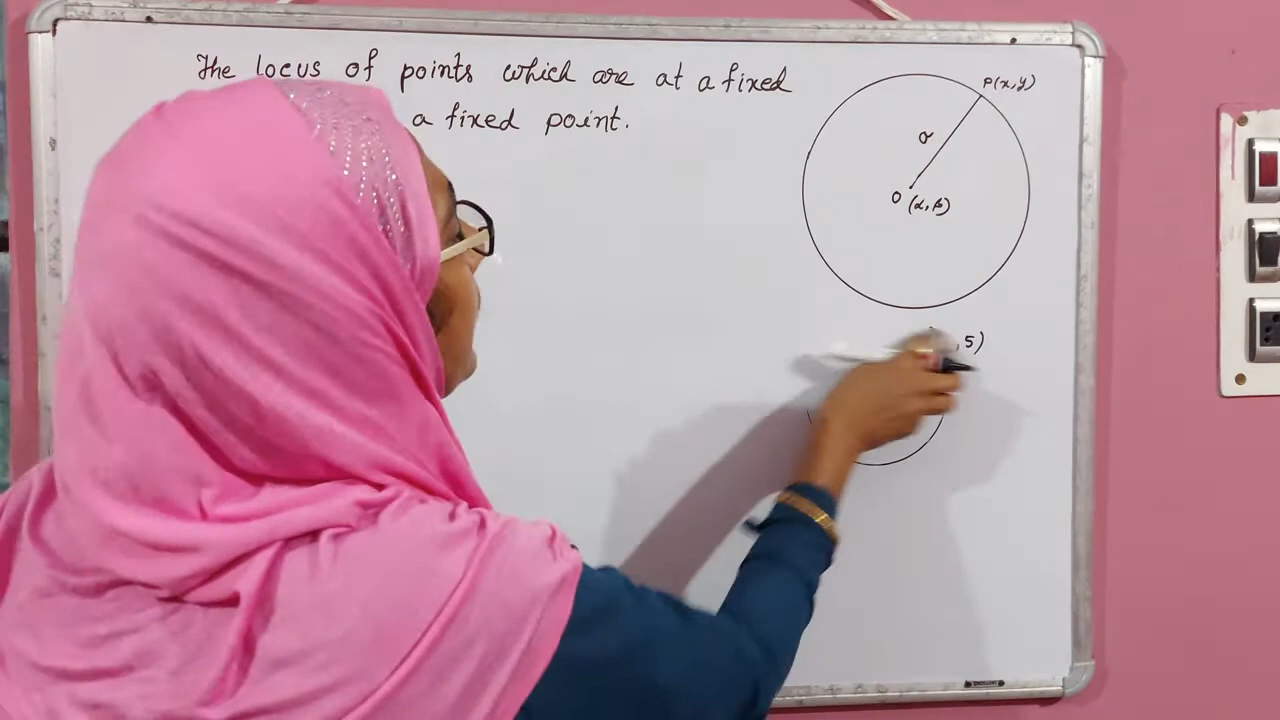 The locus of points which are at a fixed
a fixed point.
P(x,y)
σ
O (α,β)
,5)